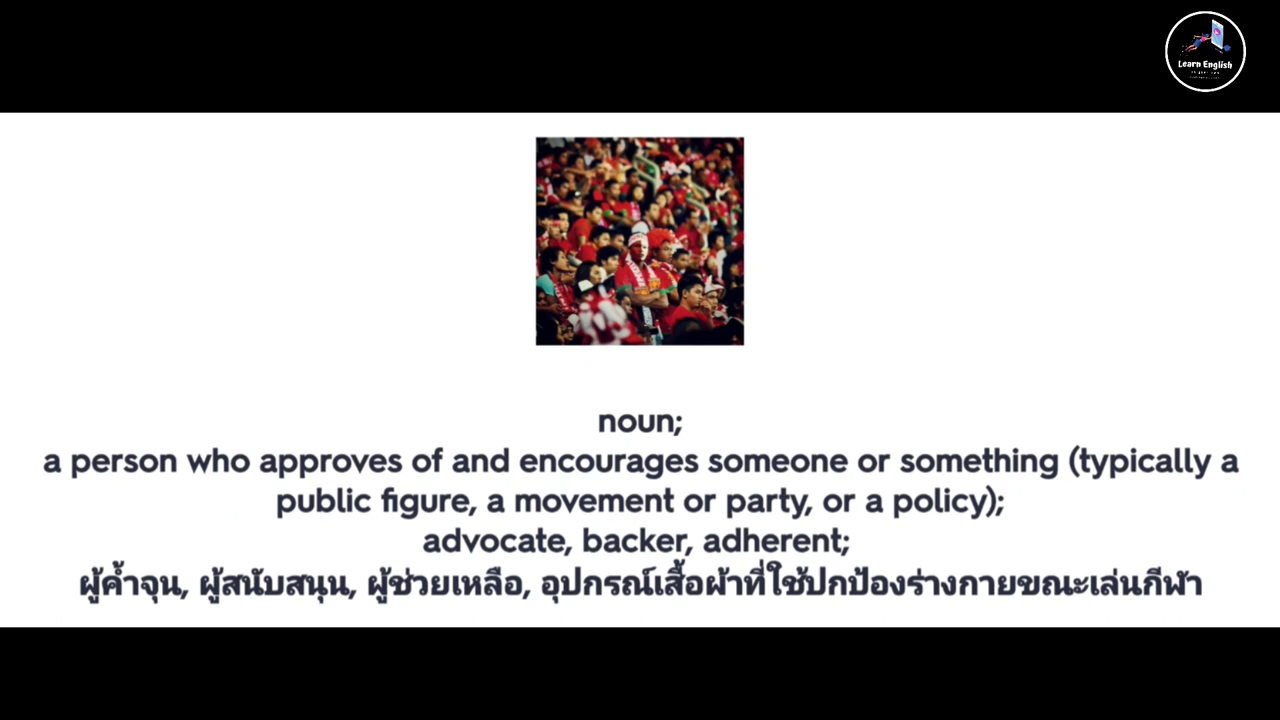 Learn English
noun;
a person who approves of and encourages someone or something (typically a
public figure, a movement or party, or a policy);
advocate, backer, adherent;
ผู้ค้ำจุน, ผู้สนับสนุน, ผู้ช่วยเหลือ, อุปกรณ์เสื้อผ้าที่ใช้ปกป้องร่างกายขณะเล่นกีฬา